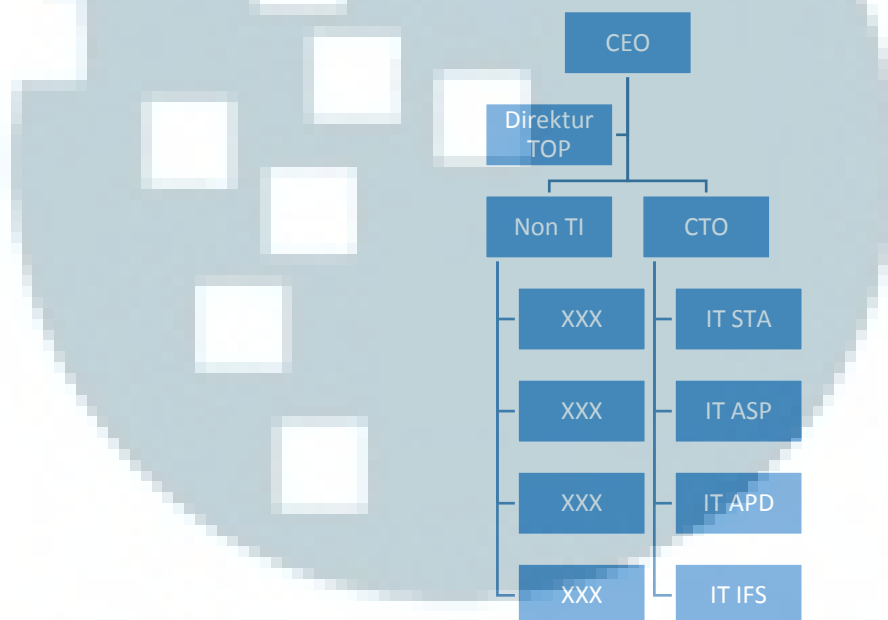 CEO
Direktur
TOP
Non TI
CTO
XXX
IT STA
XXX
IT ASP
XXX
IT APD
XXX
IT IFS